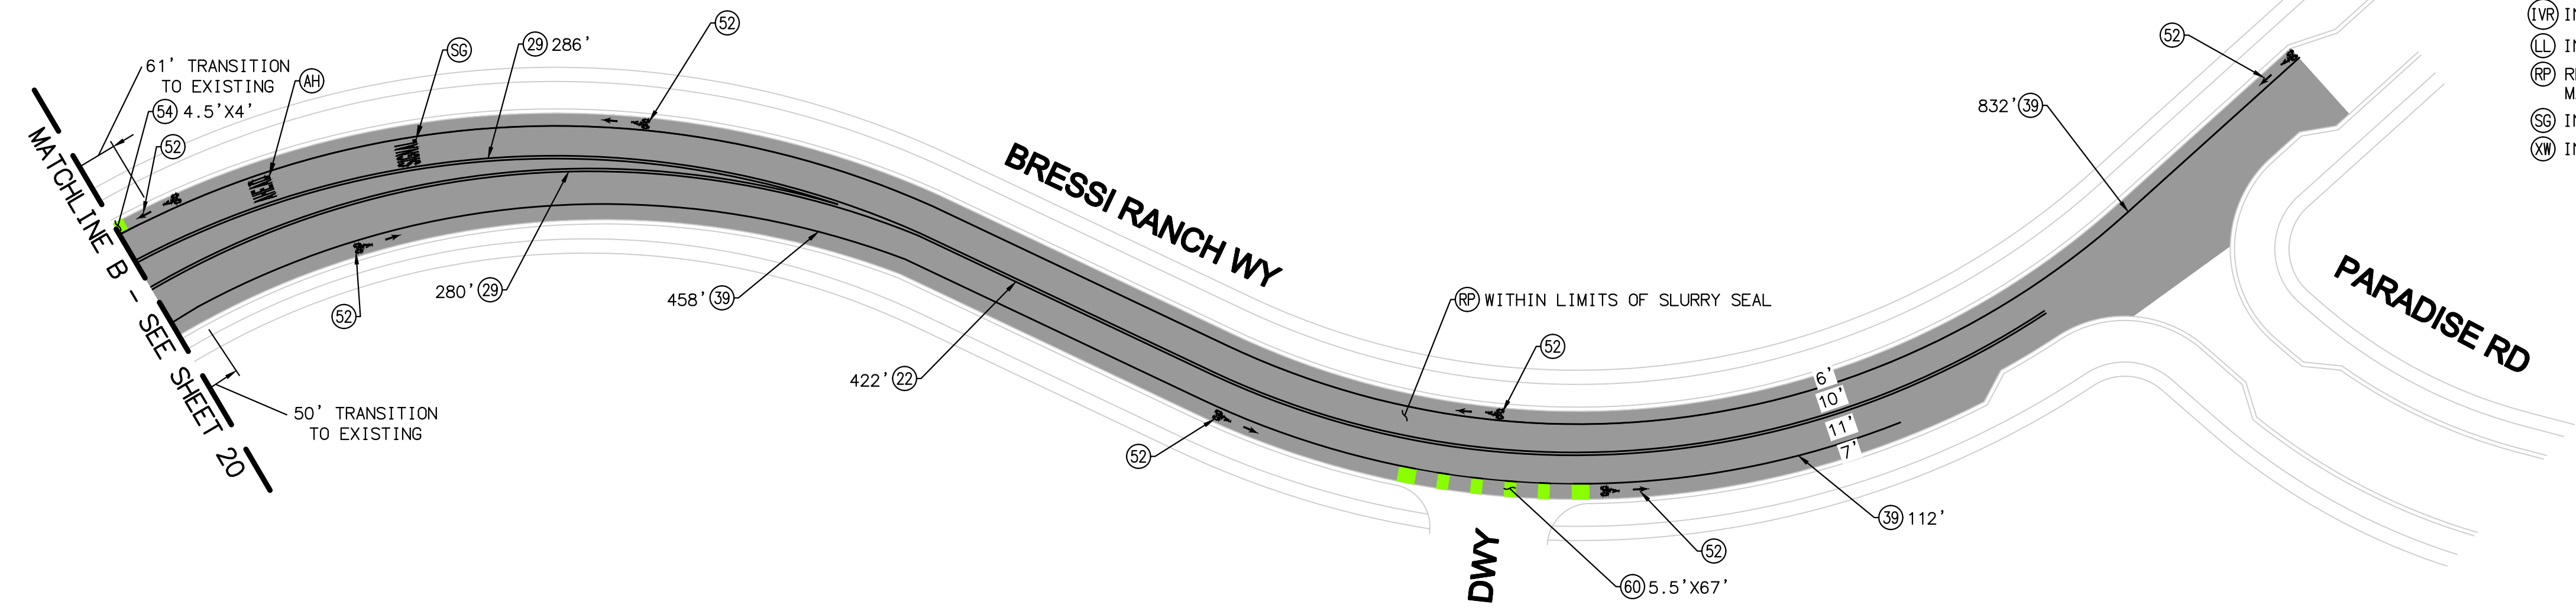 61' TRANSITION
TO EXISTING
54 4.5'X4'
52
AH
SG
29 286'
52
AHEAD
SIGNAL
MATCHLINE B - SEE SHEET 20
52
280' 29
458' 39
50' TRANSITION
TO EXISTING
422' 22
BRESSI RANCH WY
RP WITHIN LIMITS OF SLURRY SEAL
52
52
6'
10'
11'
7'
832' 39
52
PARADISE RD
39 112'
52
60 5.5'X67'
DWY
IVR
LL
RP
SG
XW